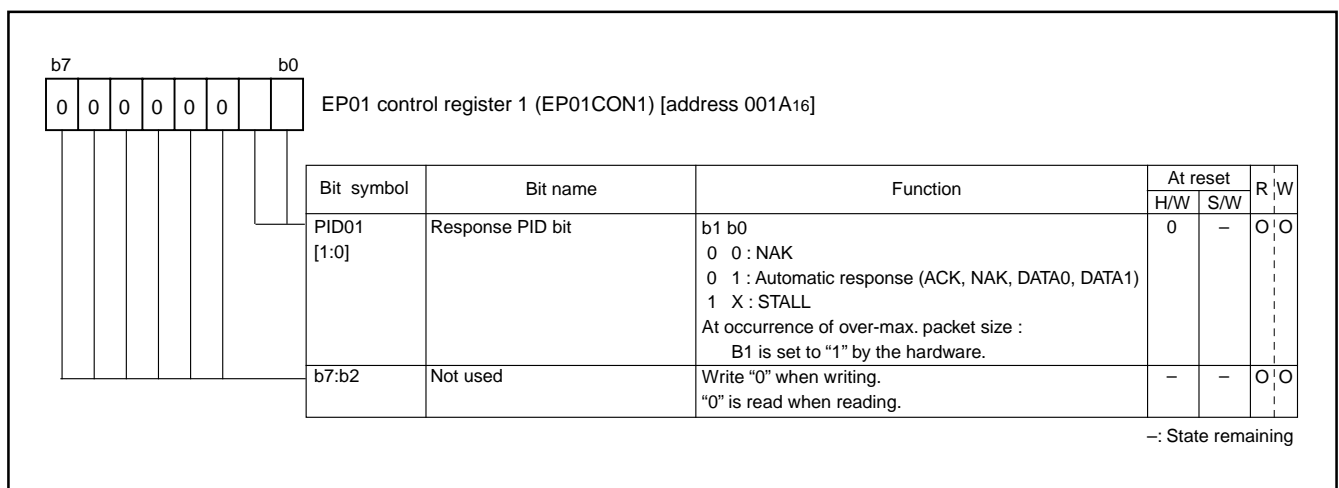 b7 b0
0 0 0 0 0 0
EP01 control register 1 (EP01CON1) [address 001A16]
Bit symbol Bit name Function At reset R W
H/W S/W
PID01 Response PID bit b1 b0 0 – O O
[1:0] 0 0 : NAK
0 1 : Automatic response (ACK, NAK, DATA0, DATA1)
1 X : STALL
At occurrence of over-max. packet size :
B1 is set to “1” by the hardware.
b7:b2 Not used Write “0” when writing. – – O O
“0” is read when reading.
–: State remaining